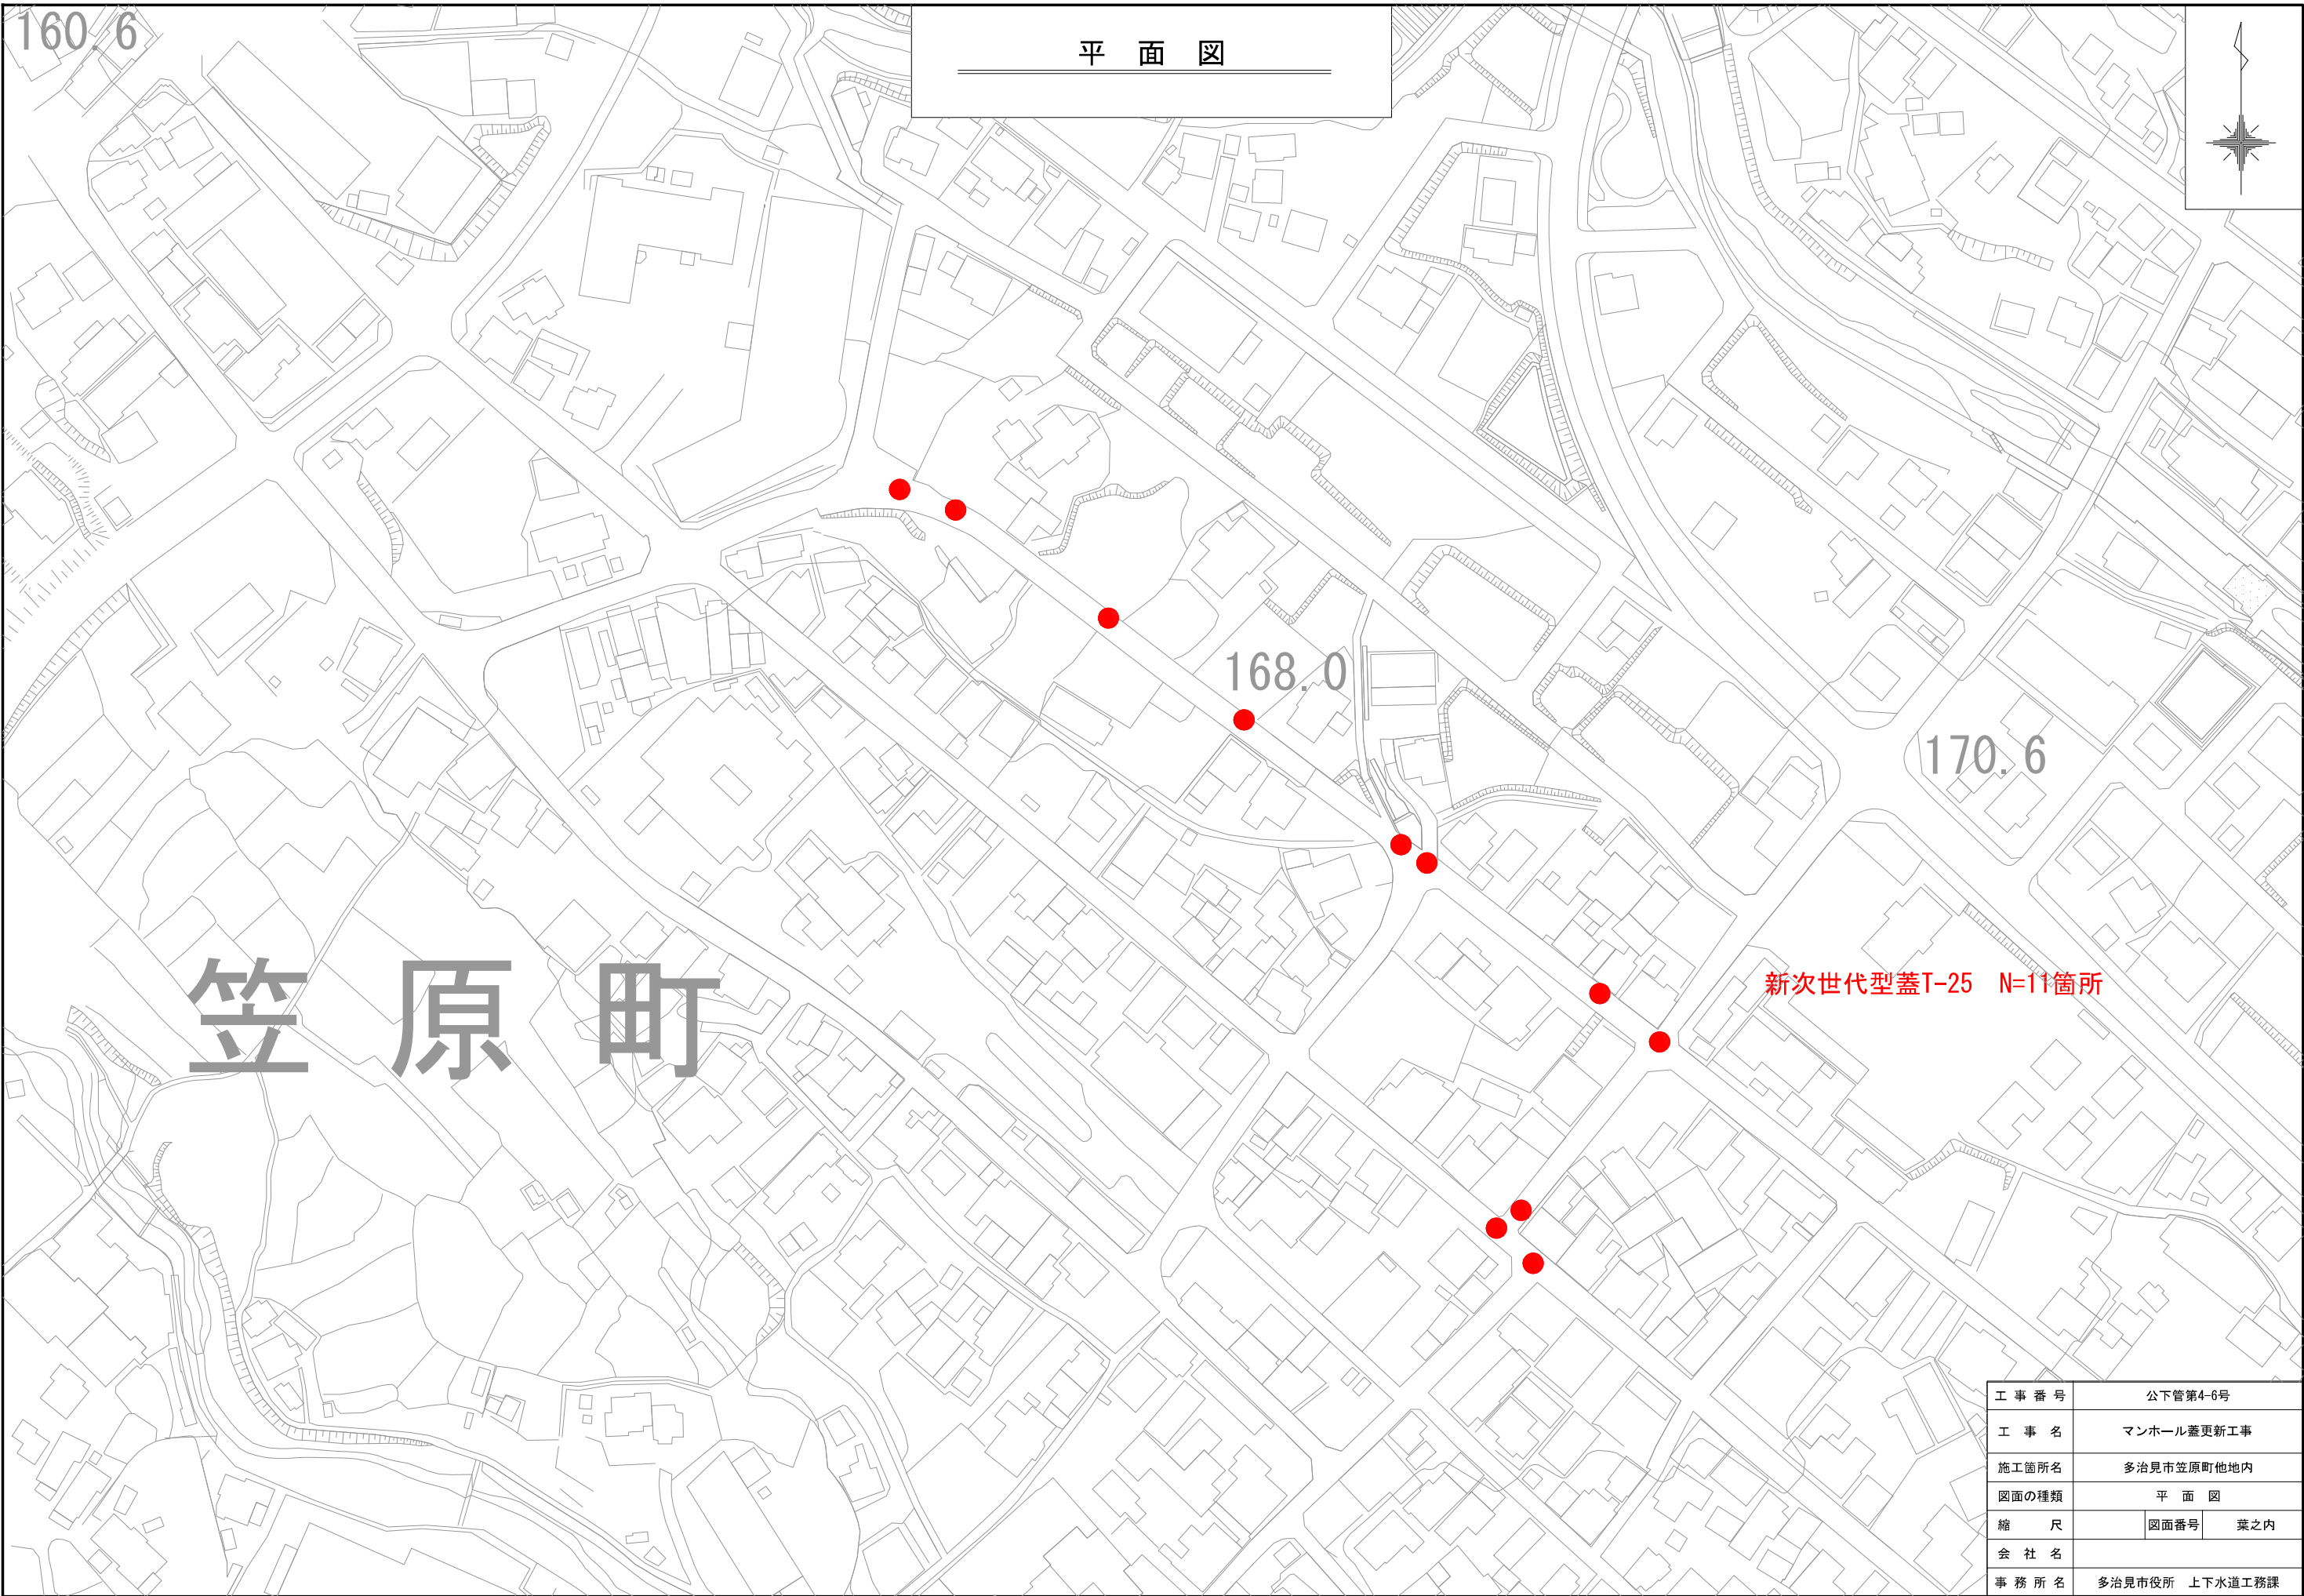 160.6
平面図
168.0
170.6
新次世代型蓋T-25 N=11箇所
笠原町
工事番号 公下管第4-6号
工事名 マンホール蓋更新工事
施工箇所名 多治見市笠原町他地内
図面の種類 平面図
縮尺 図面番号 葉之内
会社名
事務所名 多治見市役所 上下水道工務課